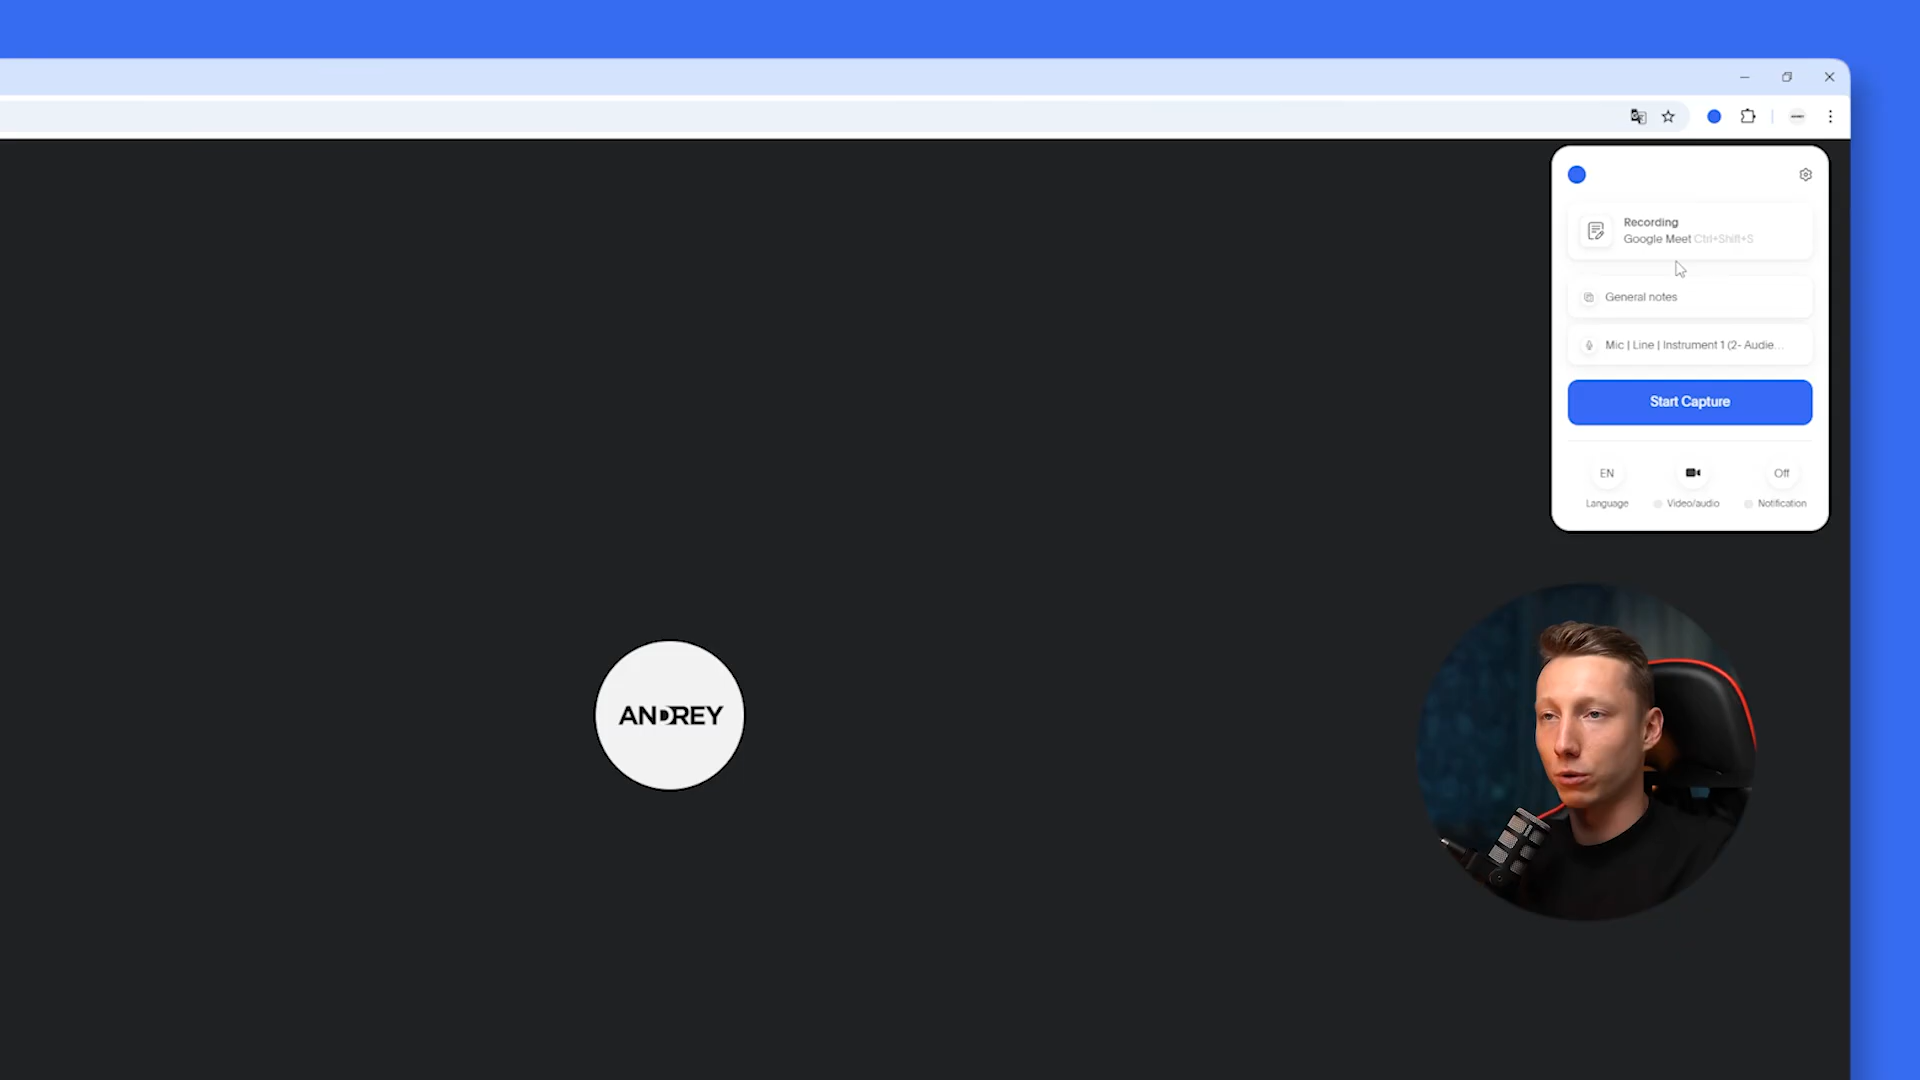 Recording
Google Meet Ctrl+Shift+S
General notes
Mic | Line | Instrument 1 (2- Audie...
Start Capture
EN
Off
Language
Video/audio
Notification
ANDREY